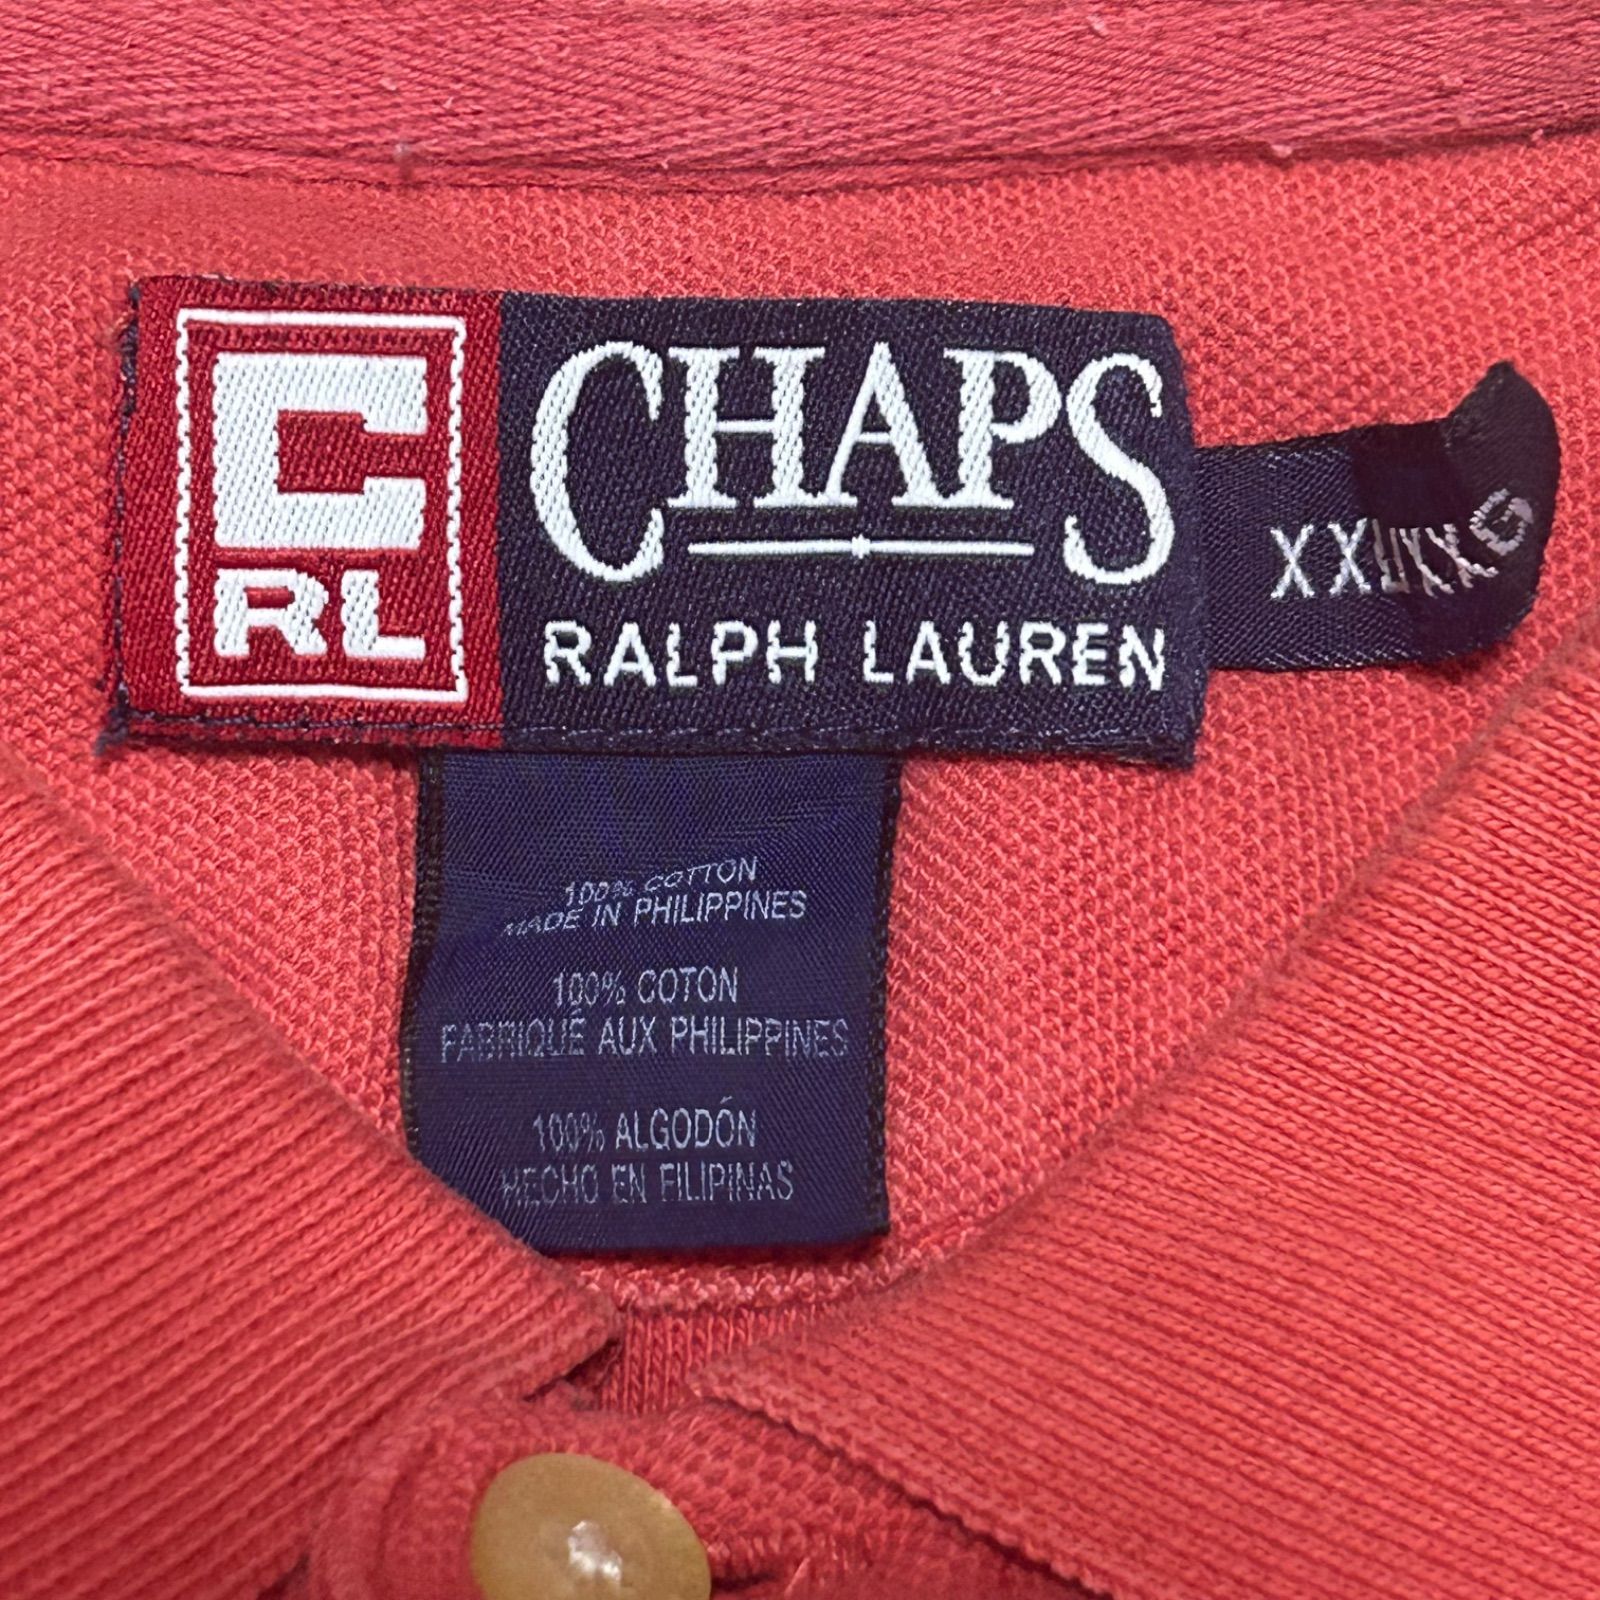 C
RL
CHAPS
RALPH LAUREN
XXL/XXG
100% COTTON
MADE IN PHILIPPINES
100% COTON
FABRIQUÉ AUX PHILIPPINES
100% ALGODÓN
HECHO EN FILIPINAS